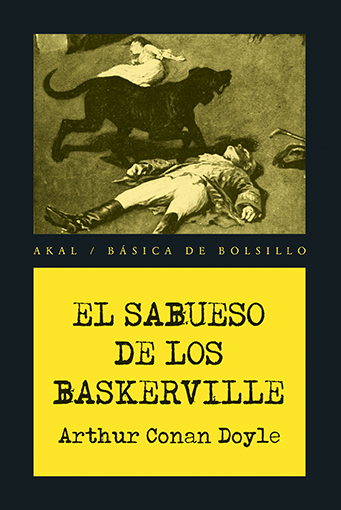 AKAL / BÁSICA DE BOLSILLO
EL SABUESO
DE LOS
BASKERVILLE
Arthur Conan Doyle